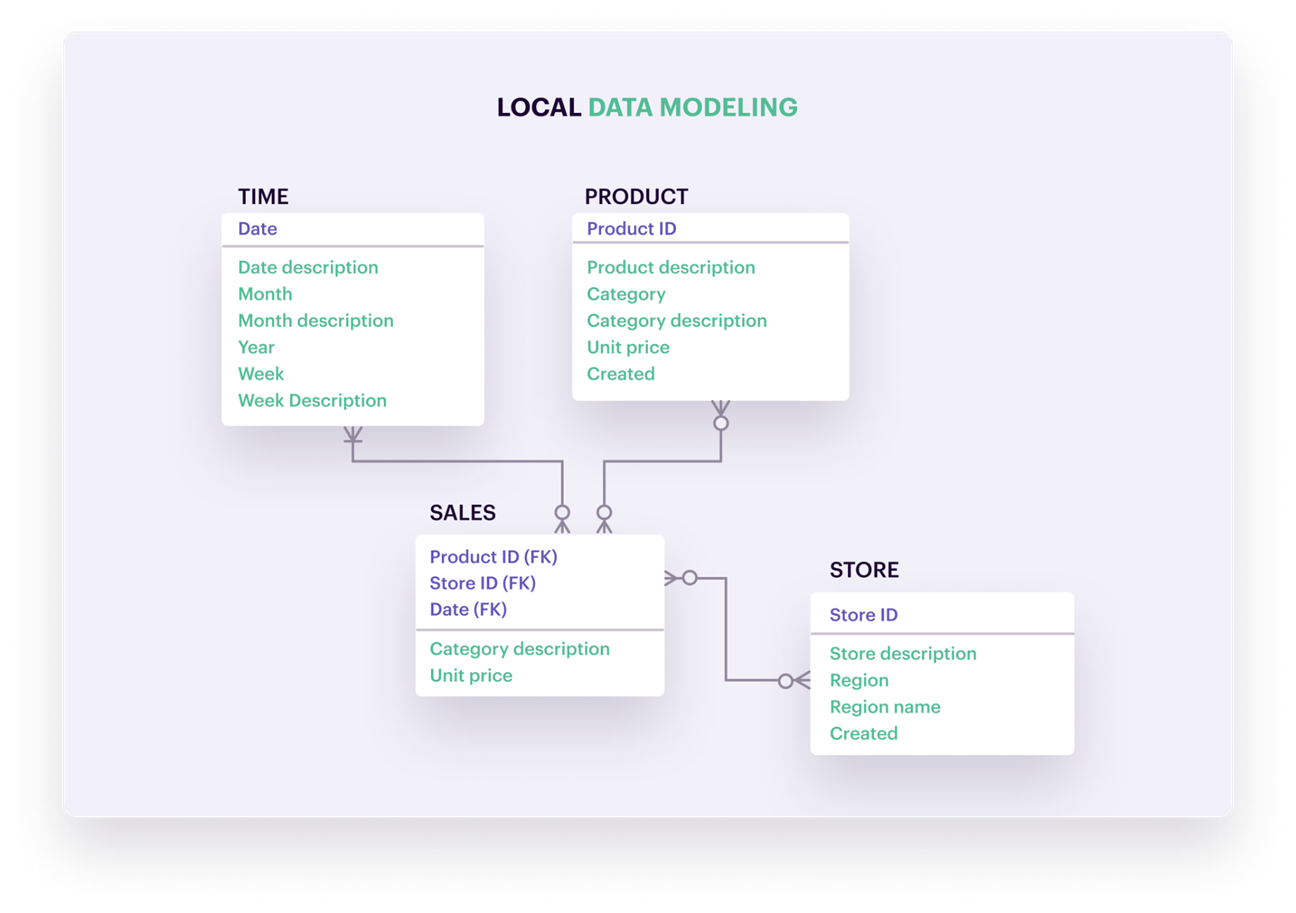 LOCAL DATA MODELING
TIME
Date
Date description
Month
Month description
Year
Week
Week Description
PRODUCT
Product ID
Product description
Category
Category description
Unit price
Created
SALES
Product ID (FK)
Store ID (FK)
Date (FK)
Category description
Unit price
STORE
Store ID
Store description
Region
Region name
Created